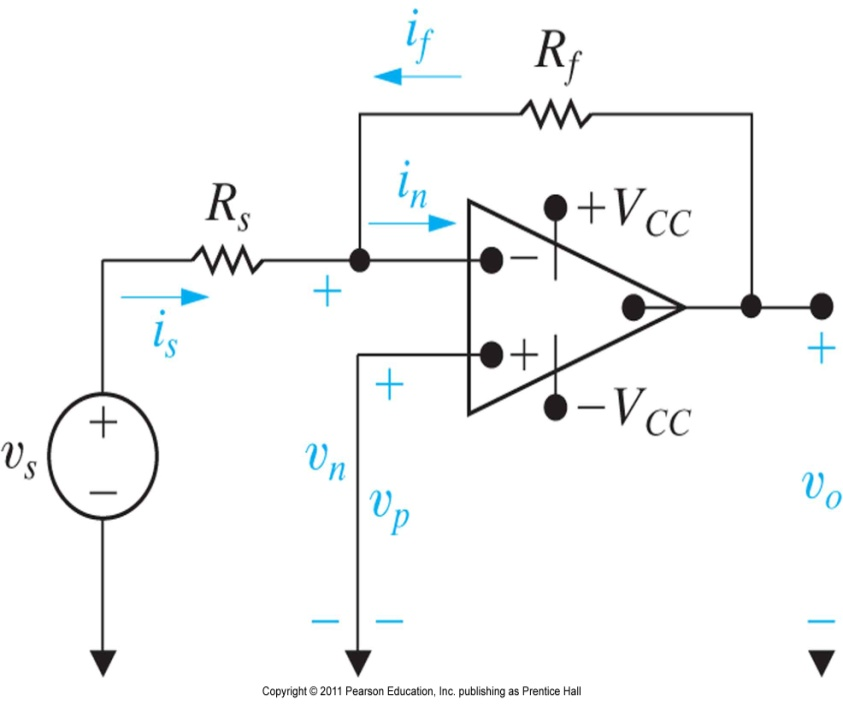 i_f
R_f
i_n
+V_CC
R_s
−
+
i_s
+
+
+
−V_CC
+
v_s
−
v_n
v_p
v_o
−
−
−
Copyright © 2011 Pearson Education, Inc. publishing as Prentice Hall